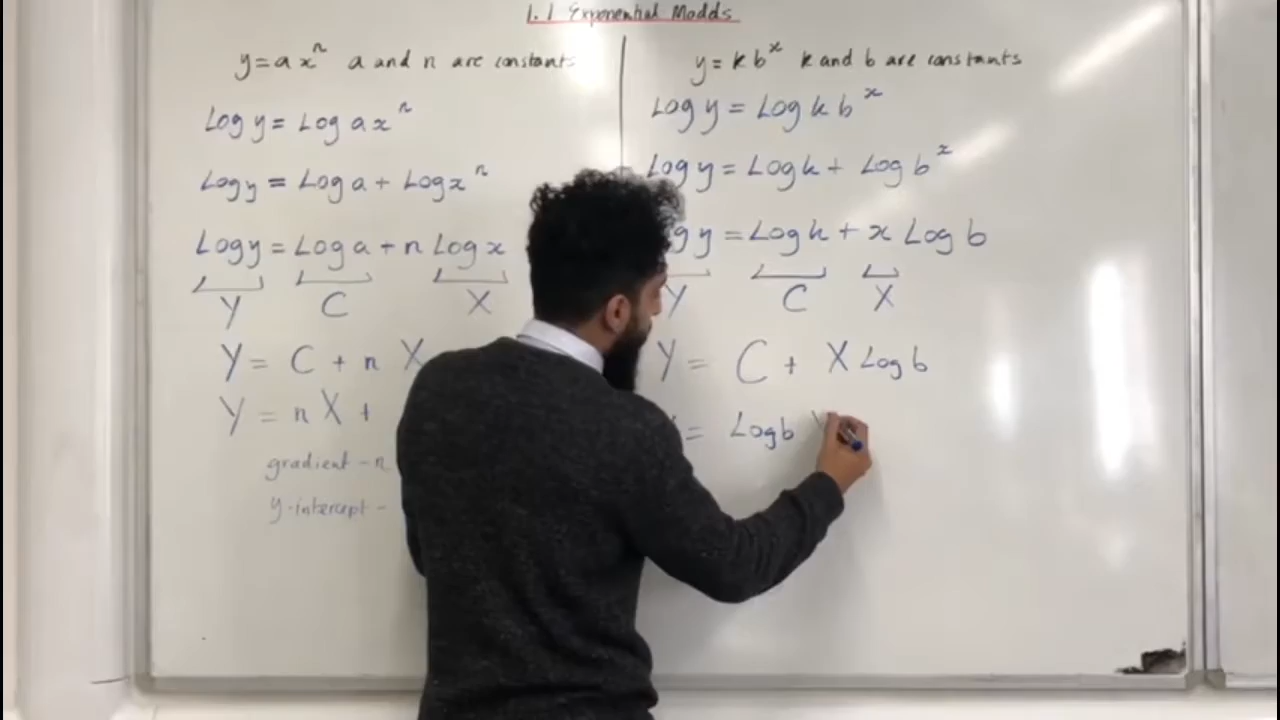 1.1 Exponential Models
y = a x^n a and n are constants
Log y = Log a x^n
Log y = Log a + Log x^n
Log y = Log a + n Log x
Y C X
Y = C + n X
Y = n X +
gradient - n
y-intercept -
y = k b^x k and b are constants
Log y = Log k b^x
Log y = Log k + Log b^x
g y = Log k + x Log b
Y C X
Y = C + X Log b
= Log b